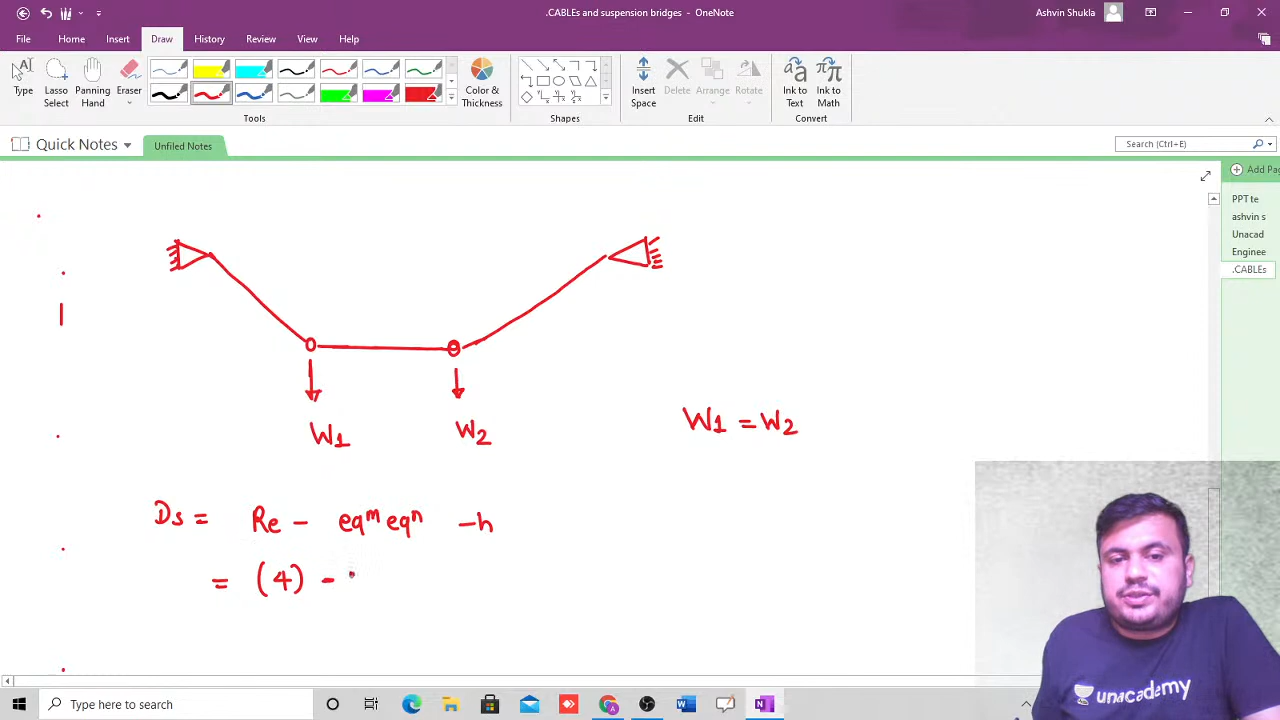 .CABLEs and suspension bridges - OneNote
Ashvin Shukla
File Home Insert Draw History Review View Help
Type
Lasso Select
Panning Hand
Eraser
Tools
Color & Thickness
Shapes
Insert Space
Delete
Arrange
Rotate
Edit
Ink to Text
Ink to Math
Convert
Quick Notes
Unfiled Notes
Search (Ctrl+E)
Add Pag
PPT te
ashvin s
Unacad
Enginee
.CABLEs
W1
W2
W1 = W2
Ds = Re - eqm eqn - h
= (4) -
unacademy
Type here to search